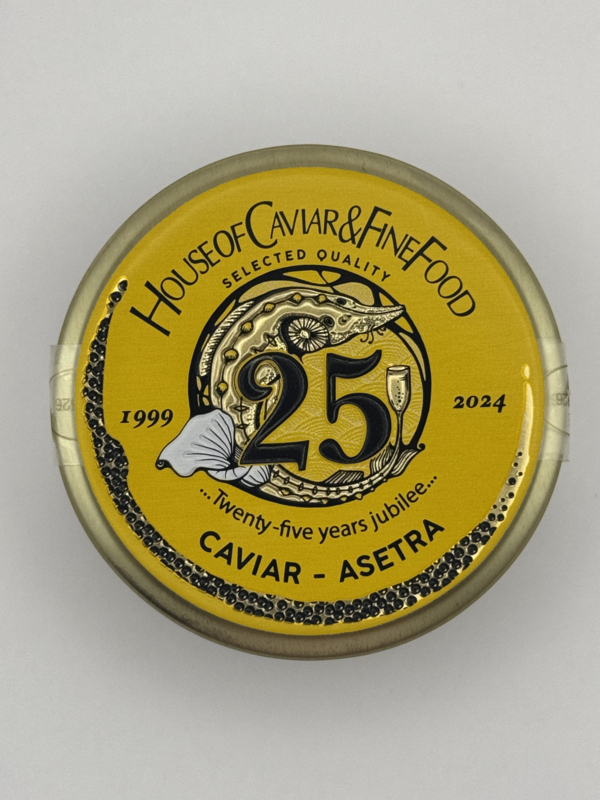 HOUSE OF CAVIAR & FINE FOOD
SELECTED QUALITY
25
1999
2024
...Twenty-five years jubilee...
CAVIAR - ASETRA